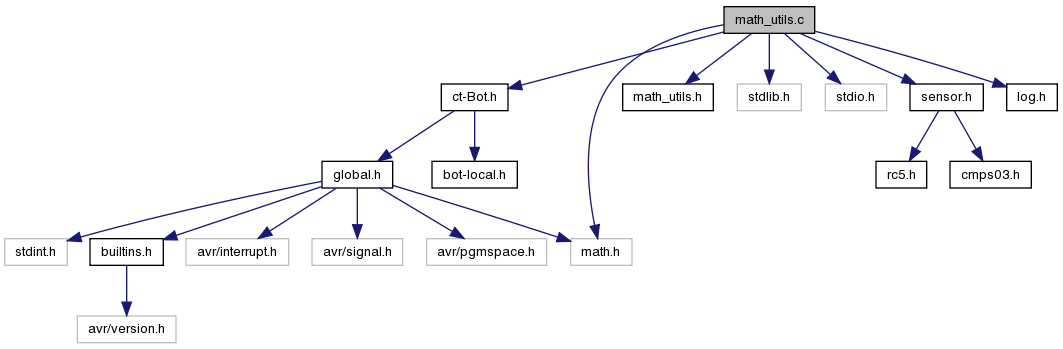 math_utils.c
ct-Bot.h
math_utils.h
stdlib.h
stdio.h
sensor.h
log.h
global.h
bot-local.h
rc5.h
cmps03.h
stdint.h
builtins.h
avr/interrupt.h
avr/signal.h
avr/pgmspace.h
math.h
avr/version.h